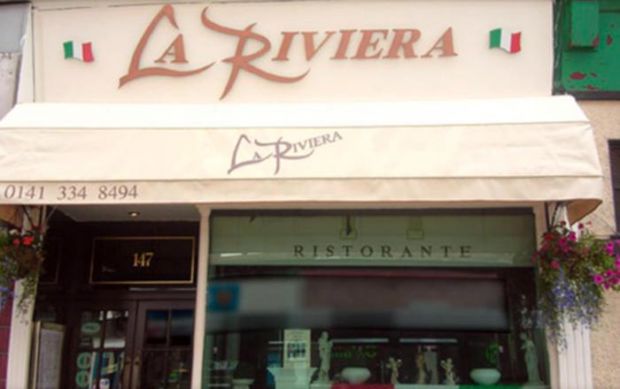 LA RIVIERA
LA RIVIERA
0141 334 8494
147
RISTORANTE